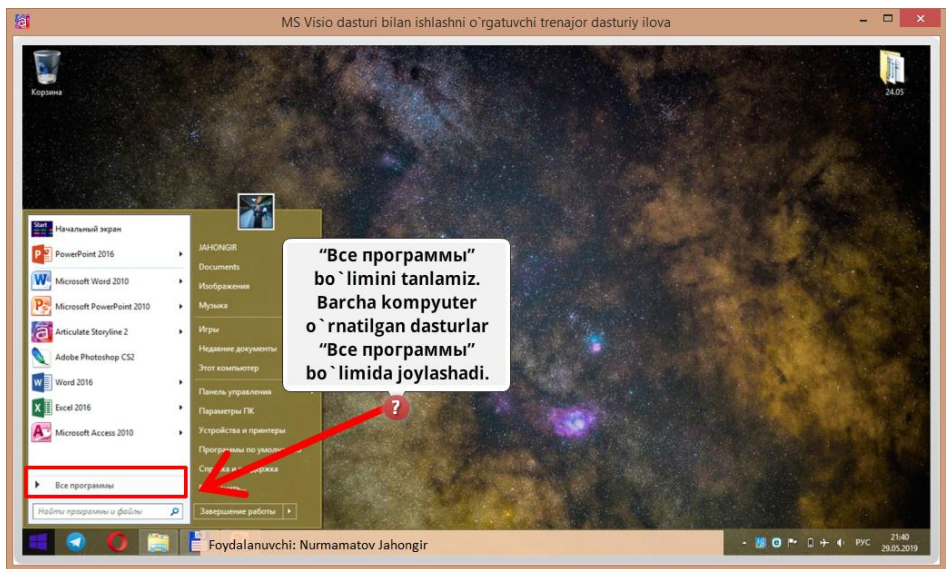 MS Visio dasturi bilan ishlashni o`rgatuvchi trenajor dasturiy ilova
Корзина
24.05
Start
Начальный экран
PowerPoint 2016
Microsoft Word 2010
Microsoft PowerPoint 2010
Articulate Storyline 2
Adobe Photoshop CS2
Word 2016
Excel 2016
Microsoft Access 2010
Все программы
Найти программы и файлы
JAHONGIR
Documents
Изображения
Музыка
Игры
Недавние документы
Этот компьютер
Панель управления
Параметры ПК
Устройства и принтеры
Программы по
Справка и
Завершение работы
“Все программы”
bo`limini tanlamiz.
Barcha kompyuter
o`rnatilgan dasturlar
“Все программы”
bo`limida joylashadi.
?
Foydalanuvchi: Nurmamatov Jahongir
РУС
21:40
29.05.2019